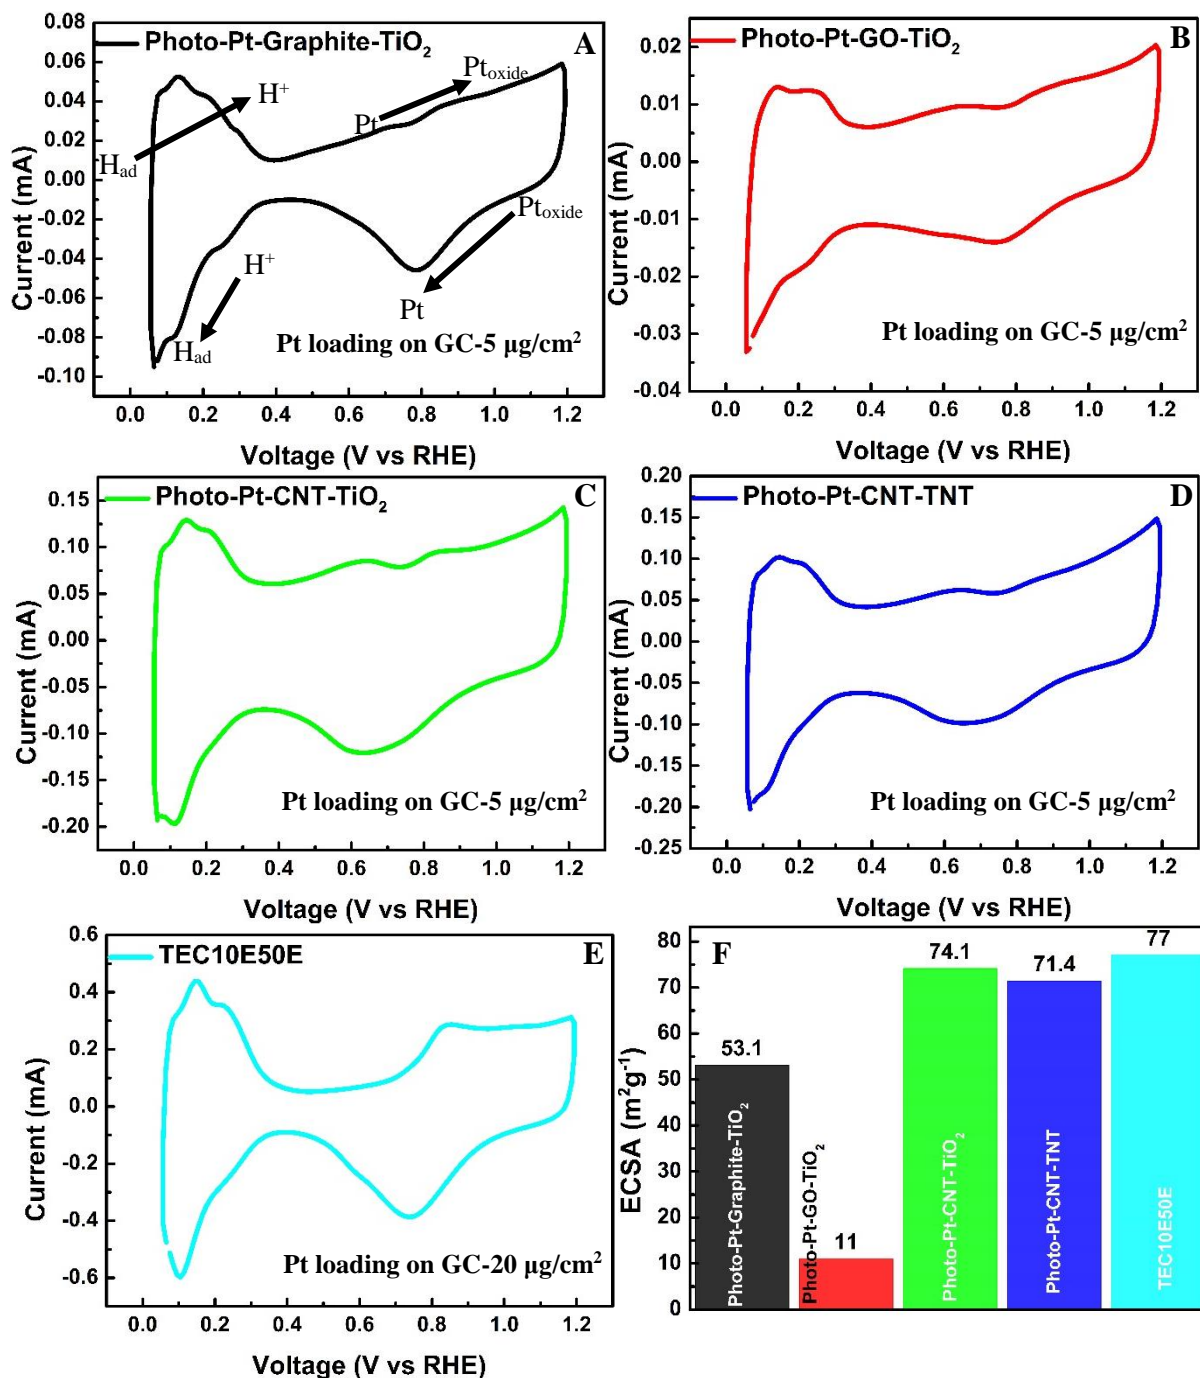 Photo-Pt-Graphite-TiO₂
A
H⁺
Pt_oxide
Pt
H_ad
Pt_oxide
H⁺
Pt
H_ad
Pt loading on GC-5 µg/cm²
0.08
0.06
0.04
0.02
0.00
-0.02
-0.04
-0.06
-0.08
-0.10
Current (mA)
0.0 0.2 0.4 0.6 0.8 1.0 1.2
Voltage (V vs RHE)
Photo-Pt-GO-TiO₂
B
Pt loading on GC-5 µg/cm²
0.02
0.01
0.00
-0.01
-0.02
-0.03
-0.04
Current (mA)
0.0 0.2 0.4 0.6 0.8 1.0 1.2
Voltage (V vs RHE)
Photo-Pt-CNT-TiO₂
C
Pt loading on GC-5 µg/cm²
0.15
0.10
0.05
0.00
-0.05
-0.10
-0.15
-0.20
Current (mA)
0.0 0.2 0.4 0.6 0.8 1.0 1.2
Voltage (V vs RHE)
Photo-Pt-CNT-TNT
D
Pt loading on GC-5 µg/cm²
0.20
0.15
0.10
0.05
0.00
-0.05
-0.10
-0.15
-0.20
-0.25
Current (mA)
0.0 0.2 0.4 0.6 0.8 1.0 1.2
Voltage (V vs RHE)
TEC10E50E
E
Pt loading on GC-20 µg/cm²
0.6
0.4
0.2
0.0
-0.2
-0.4
-0.6
Current (mA)
0.0 0.2 0.4 0.6 0.8 1.0 1.2
Voltage (V vs RHE)
F
80
70
60
50
40
30
20
10
0
ECSA (m²g⁻¹)
53.1
11
74.1
71.4
77
Photo-Pt-Graphite-TiO₂
Photo-Pt-GO-TiO₂
Photo-Pt-CNT-TiO₂
Photo-Pt-CNT-TNT
TEC10E50E